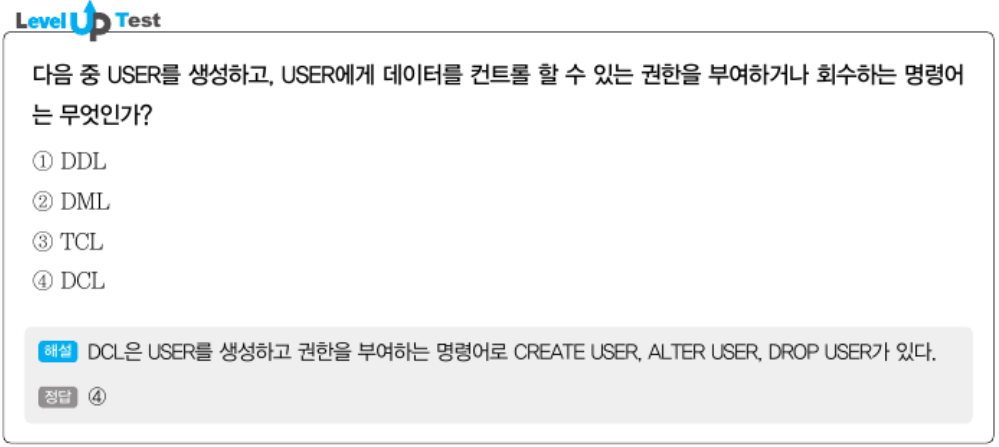 Level Up Test
다음 중 USER를 생성하고, USER에게 데이터를 컨트롤 할 수 있는 권한을 부여하거나 회수하는 명령어
는 무엇인가?
① DDL
② DML
③ TCL
④ DCL
해설 DCL은 USER를 생성하고 권한을 부여하는 명령어로 CREATE USER, ALTER USER, DROP USER가 있다.
정답 ④